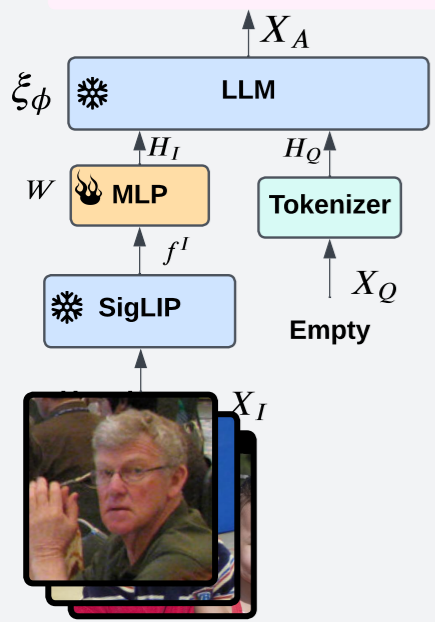 X_A
ξ_ϕ
LLM
H_I
H_Q
W
MLP
Tokenizer
f^I
X_Q
SigLIP
Empty
X_I